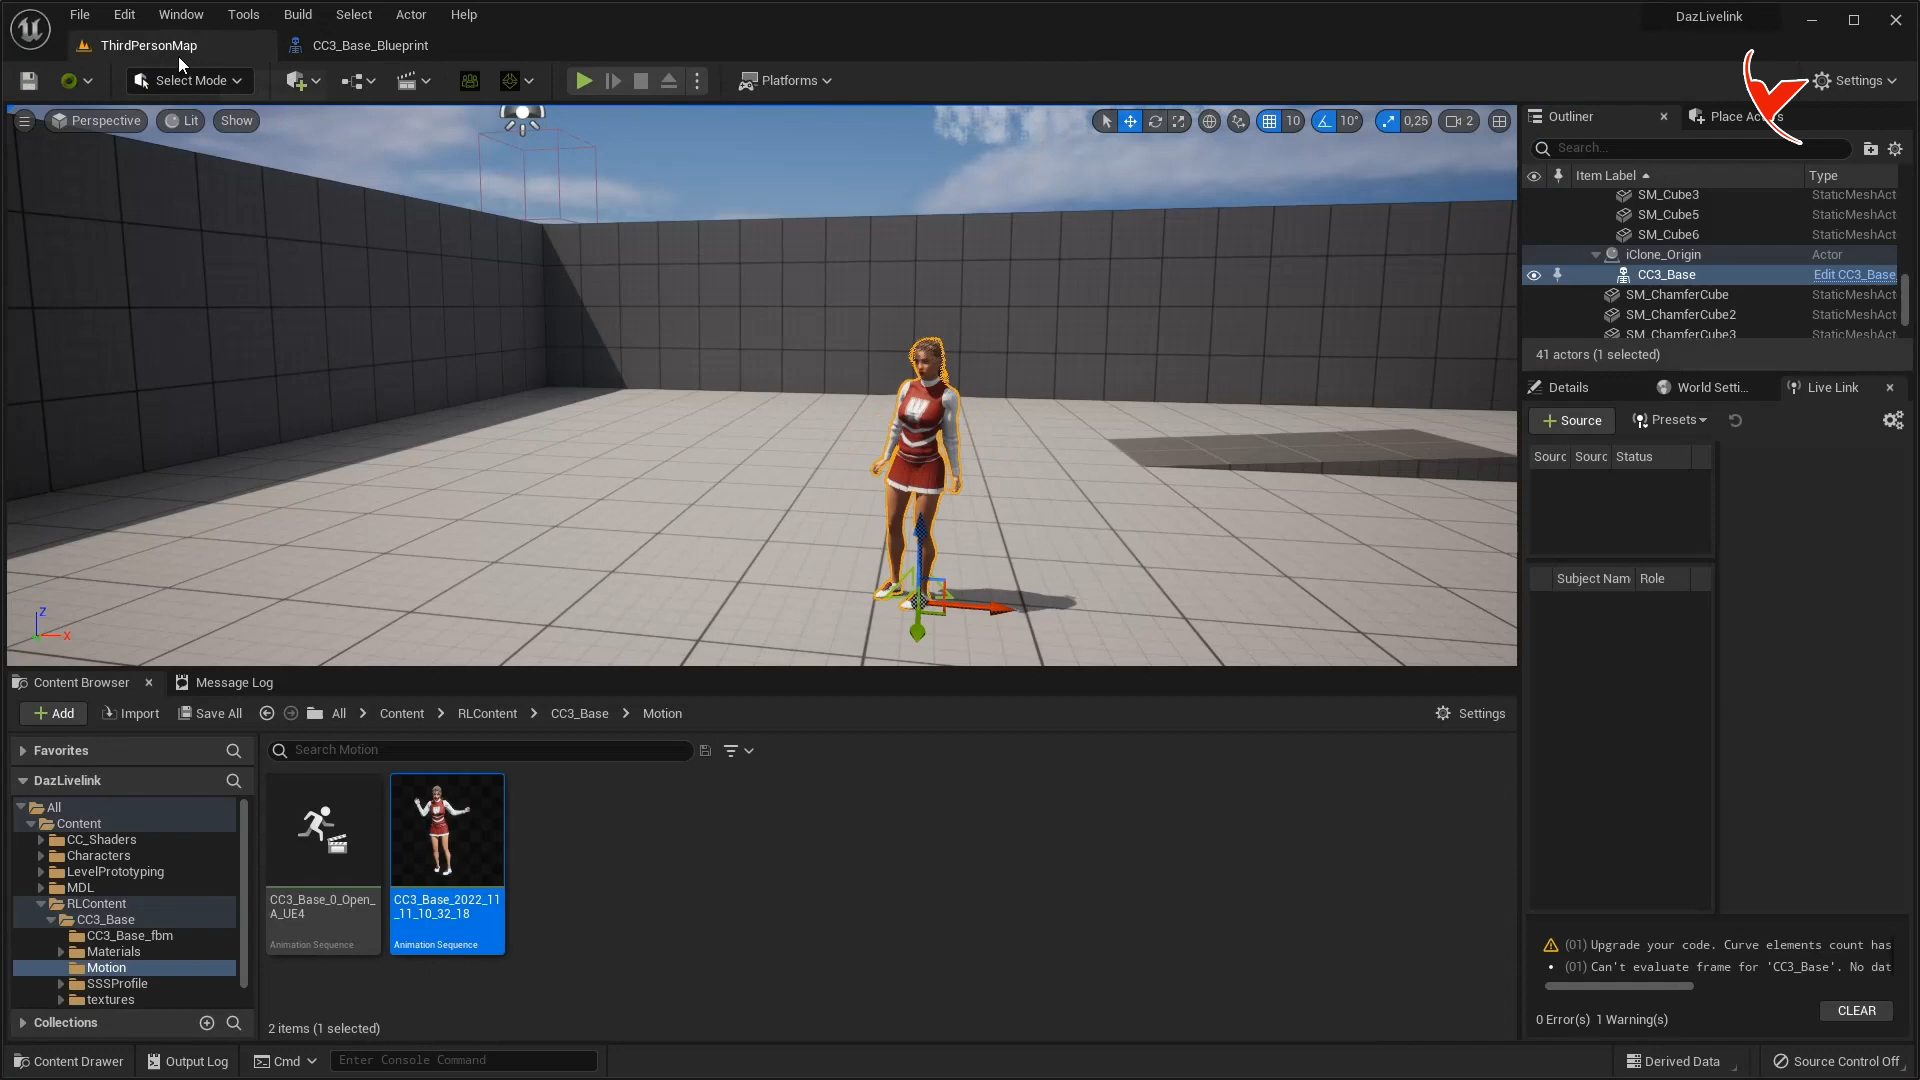 File Edit Window Tools Build Select Actor Help
DazLivelink
ThirdPersonMap
CC3_Base_Blueprint
Select Mode
Platforms
Settings
Perspective Lit Show
10 10° 0,25 2
Outliner
Place Actors
Search...
Item Label Type
SM_Cube3 StaticMeshAct
SM_Cube5 StaticMeshAct
SM_Cube6 StaticMeshAct
iClone_Origin Actor
CC3_Base Edit CC3_Base
SM_ChamferCube StaticMeshAct
SM_ChamferCube2 StaticMeshAct
SM_ChamferCube3 StaticMeshAct
41 actors (1 selected)
Details World Setti... Live Link
Source Presets
Sourc Sourc Status
Subject Nam Role
Z
X
Content Browser
Message Log
Add Import Save All All Content RLContent CC3_Base Motion Settings
Favorites
Search Motion
DazLivelink
All
Content
CC_Shaders
Characters
LevelPrototyping
MDL
RLContent
CC3_Base
CC3_Base_fbm
Materials
Motion
SSSProfile
textures
Collections
CC3_Base_0_Open_
A_UE4
Animation Sequence
CC3_Base_2022_11
_11_10_32_18
Animation Sequence
2 items (1 selected)
(01) Upgrade your code. Curve elements count has
(01) Can't evaluate frame for 'CC3_Base'. No dat
CLEAR
0 Error(s) 1 Warning(s)
Content Drawer Output Log Cmd Enter Console Command Derived Data Source Control Off